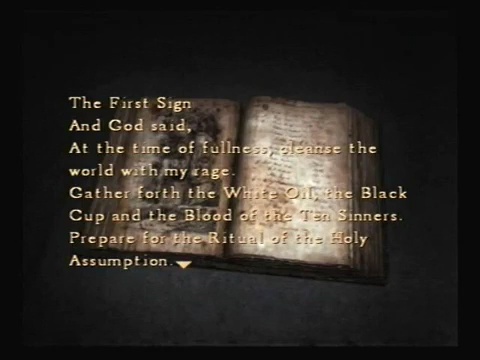 The First Sign
And God said,
At the time of fullness, cleanse the
world with my rage.
Gather forth the White Oil, the Black
Cup and the Blood of the Ten Sinners.
Prepare for the Ritual of the Holy
Assumption.